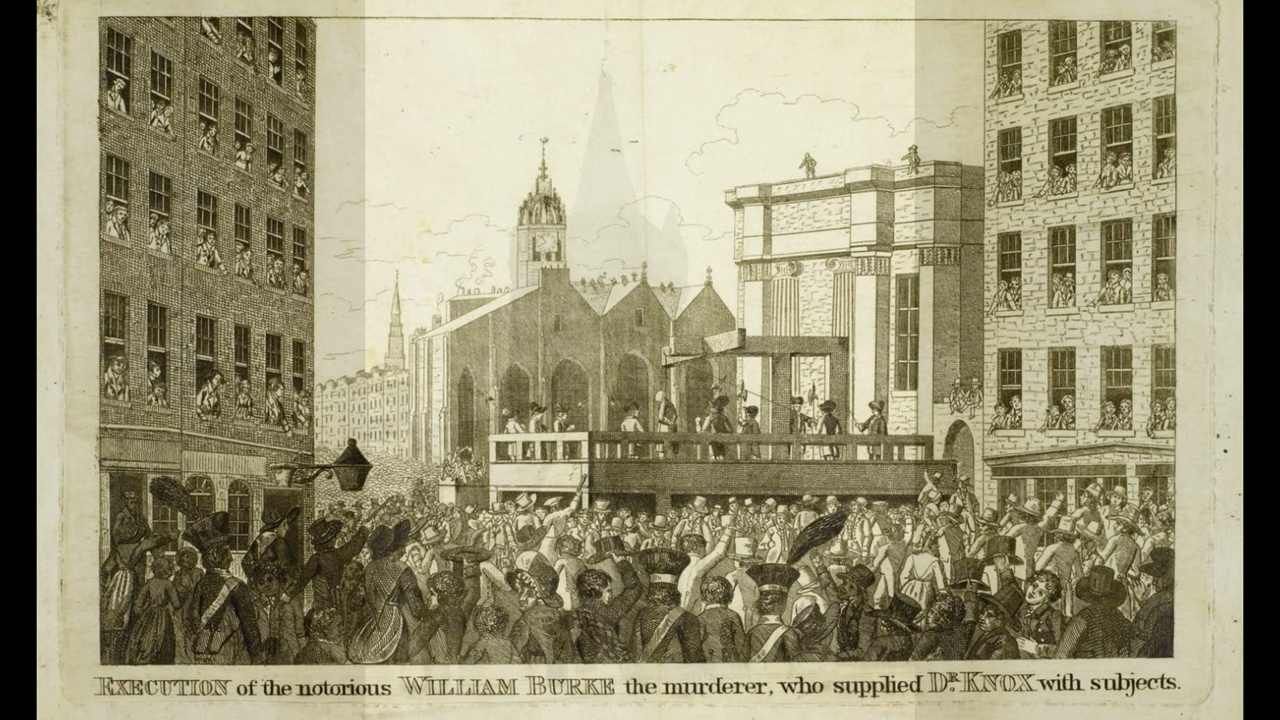 EXECUTION of the notorious WILLIAM BURKE the murderer, who supplied DR. KNOX with subjects.